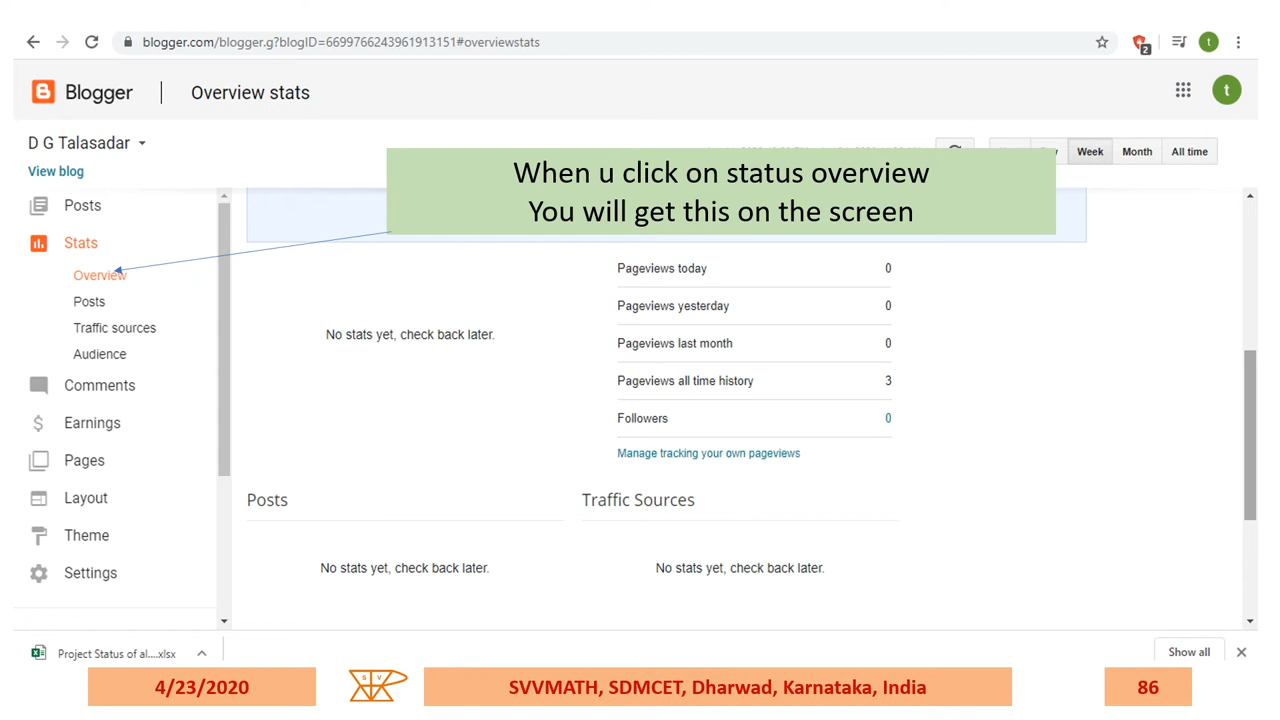 blogger.com/blogger.g?blogID=6699766243961913151#overviewstats
2
t
Blogger
Overview stats
t
D G Talasadar
Week
Month
All time
View blog
When u click on status overview
You will get this on the screen
Posts
Stats
Overview
Posts
Traffic sources
Audience
Comments
Earnings
Pages
Layout
Theme
Settings
No stats yet, check back later.
Pageviews today 0
Pageviews yesterday 0
Pageviews last month 0
Pageviews all time history 3
Followers 0
Manage tracking your own pageviews
Posts
Traffic Sources
No stats yet, check back later.
No stats yet, check back later.
Project Status of al....xlsx
Show all
4/23/2020
S V
SVVMATH, SDMCET, Dharwad, Karnataka, India
86